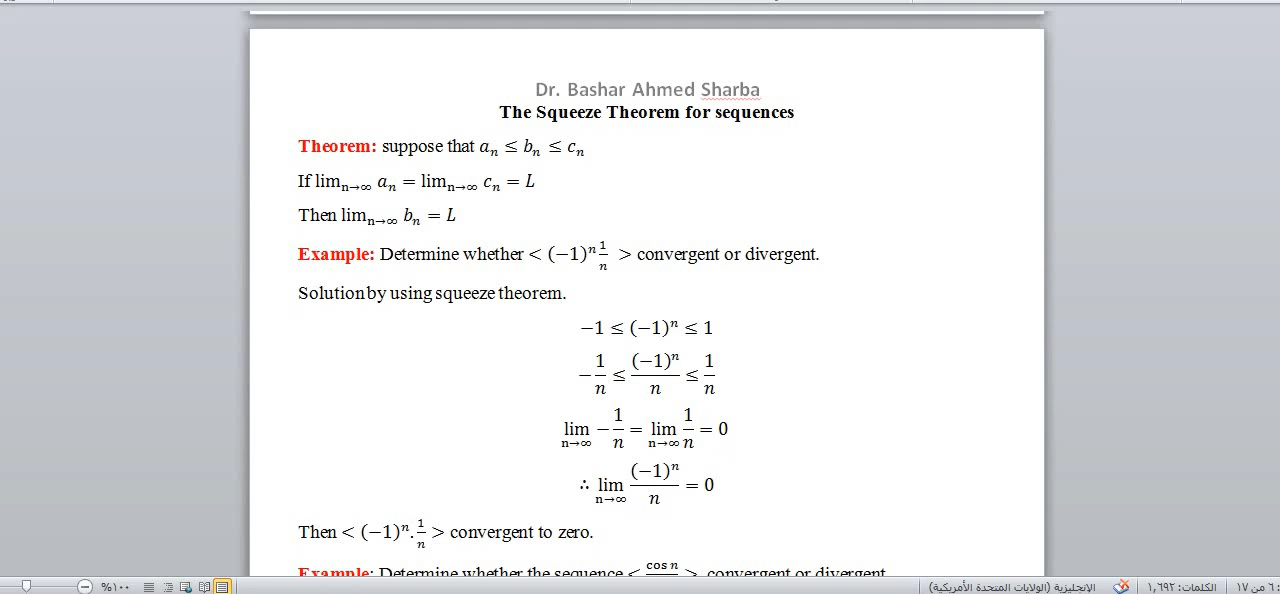 Dr. Bashar Ahmed Sharba
The Squeeze Theorem for sequences
Theorem: suppose that aₙ ≤ bₙ ≤ cₙ
If limₙ→∞ aₙ = limₙ→∞ cₙ = L
Then limₙ→∞ bₙ = L
Example: Determine whether < (−1)ⁿ 1/n > convergent or divergent.
Solution by using squeeze theorem.
−1 ≤ (−1)ⁿ ≤ 1
−1/n ≤ (−1)ⁿ/n ≤ 1/n
lim n→∞ −1/n = lim n→∞ 1/n = 0
∴ lim n→∞ (−1)ⁿ/n = 0
Then < (−1)ⁿ. 1/n > convergent to zero.
Example: Determine whether the sequence < cos n > convergent or divergent
%١٠٠ الإنجليزية (الولايات المتحدة الأمريكية) الكلمات: ١,٦٩٢ ٦ من ١٧